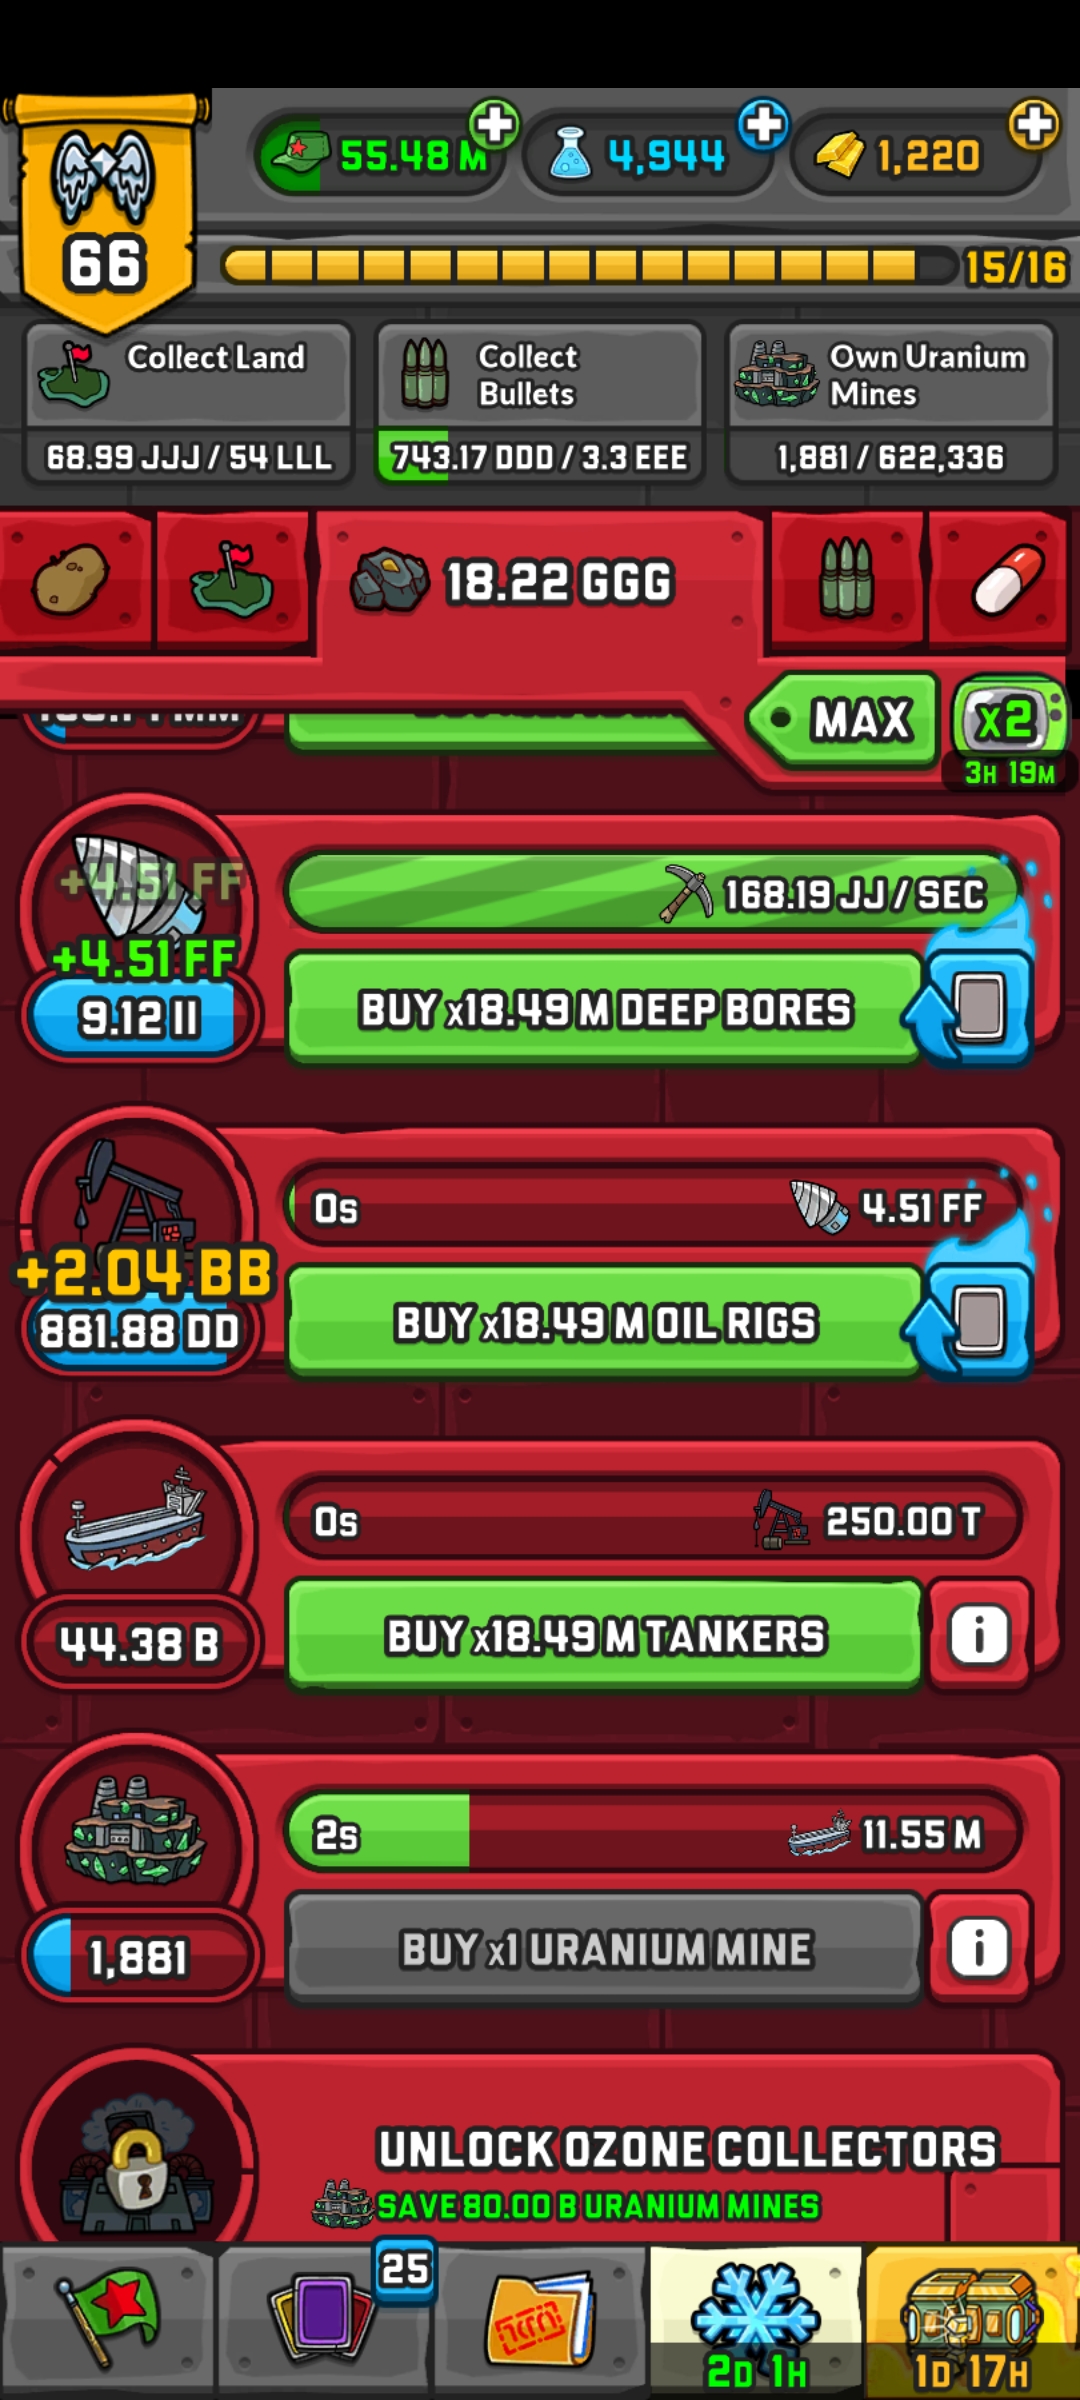 55.48 M
4,944
1,220
66
15/16
Collect Land
68.99 JJJ / 54 LLL
Collect
Bullets
743.17 DDD / 3.3 EEE
Own Uranium
Mines
1,881 / 622,336
18.22 GGG
MAX
x2
3H 19M
+4.51 FF
+4.51 FF
9.12 II
168.19 JJ / SEC
BUY x18.49 M DEEP BORES
+2.04 BB
881.88 DD
0s
4.51 FF
BUY x18.49 M OIL RIGS
44.38 B
0s
250.00 T
BUY x18.49 M TANKERS
i
1,881
2s
11.55 M
BUY x1 URANIUM MINE
i
UNLOCK OZONE COLLECTORS
SAVE 80.00 B URANIUM MINES
25
2D 1H
1D 17H